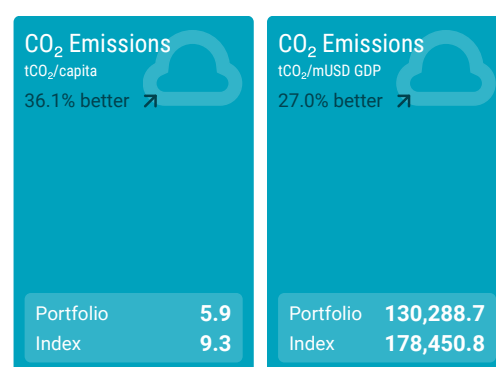 CO₂ Emissions
tCO₂/capita
36.1% better
Portfolio 5.9
Index 9.3
CO₂ Emissions
tCO₂/mUSD GDP
27.0% better
Portfolio 130,288.7
Index 178,450.8